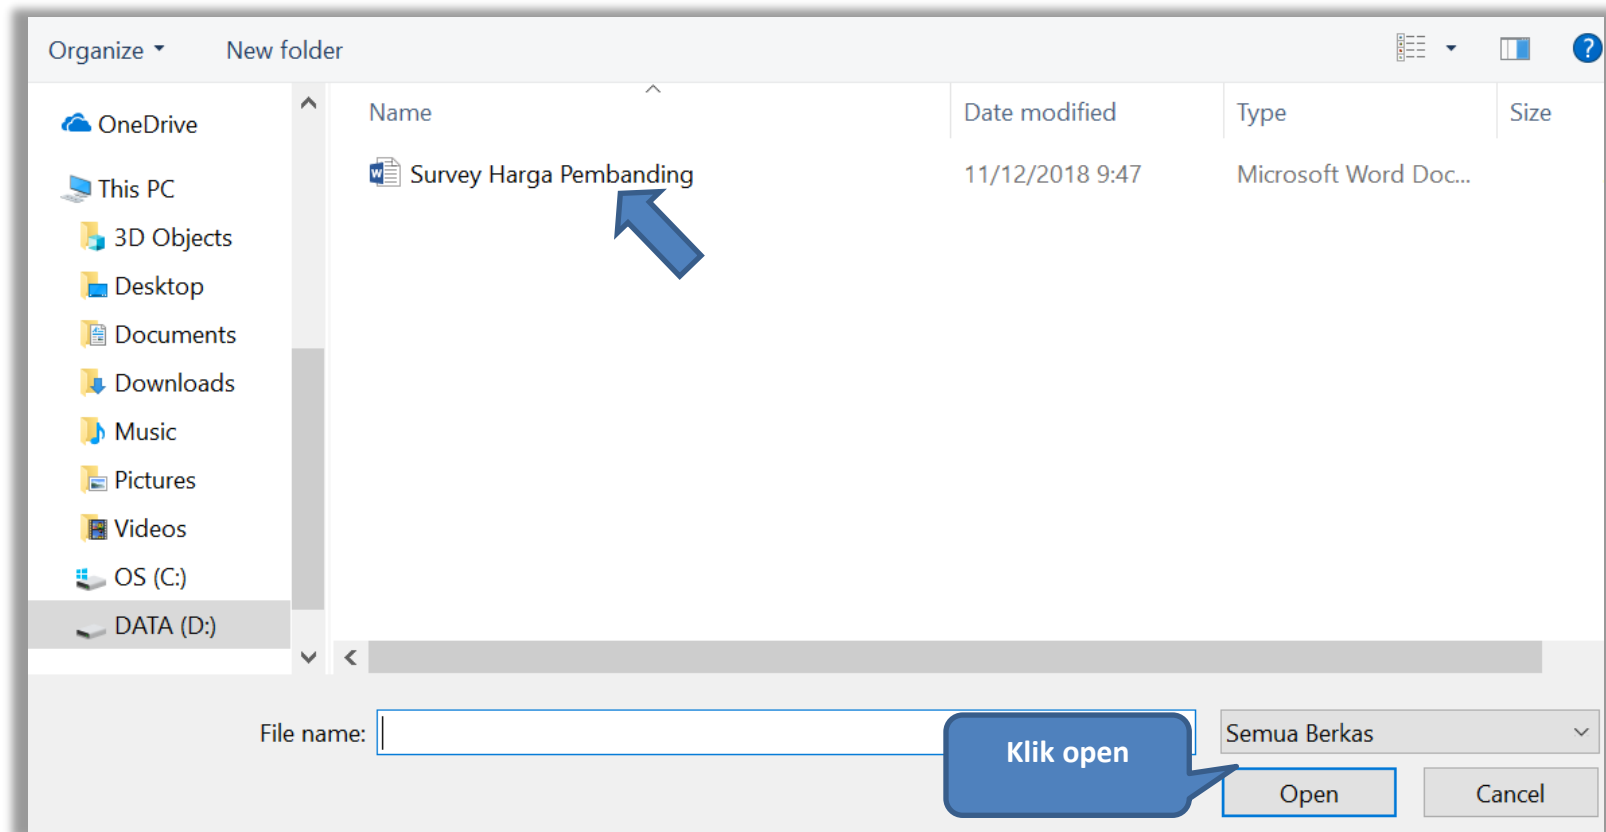 Organize New folder
Name Date modified Type Size
OneDrive
Survey Harga Pembanding 11/12/2018 9:47 Microsoft Word Doc...
This PC
3D Objects
Desktop
Documents
Downloads
Music
Pictures
Videos
OS (C:)
DATA (D:)
File name: Semua Berkas
Klik open
Open Cancel